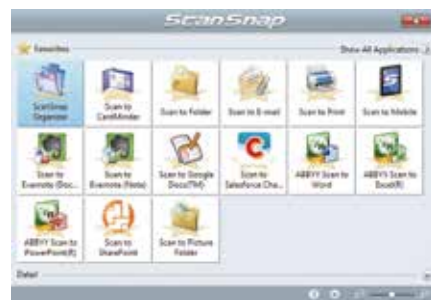 ScanSnap
Favorites
Show All Applications
ScanSnap Organizer
Scan to CardMinder
Scan to Folder
Scan to E-mail
Scan to Print
Scan to Mobile
Scan to Evernote (Doc...
Scan to Evernote (Note)
Scan to Google Docs(TM)
Scan to Salesforce Cha...
ABBYY Scan to Word
ABBYY Scan to Excel(R)
ABBYY Scan to PowerPoint(R)
Scan to SharePoint
Scan to Picture Folder
Detail